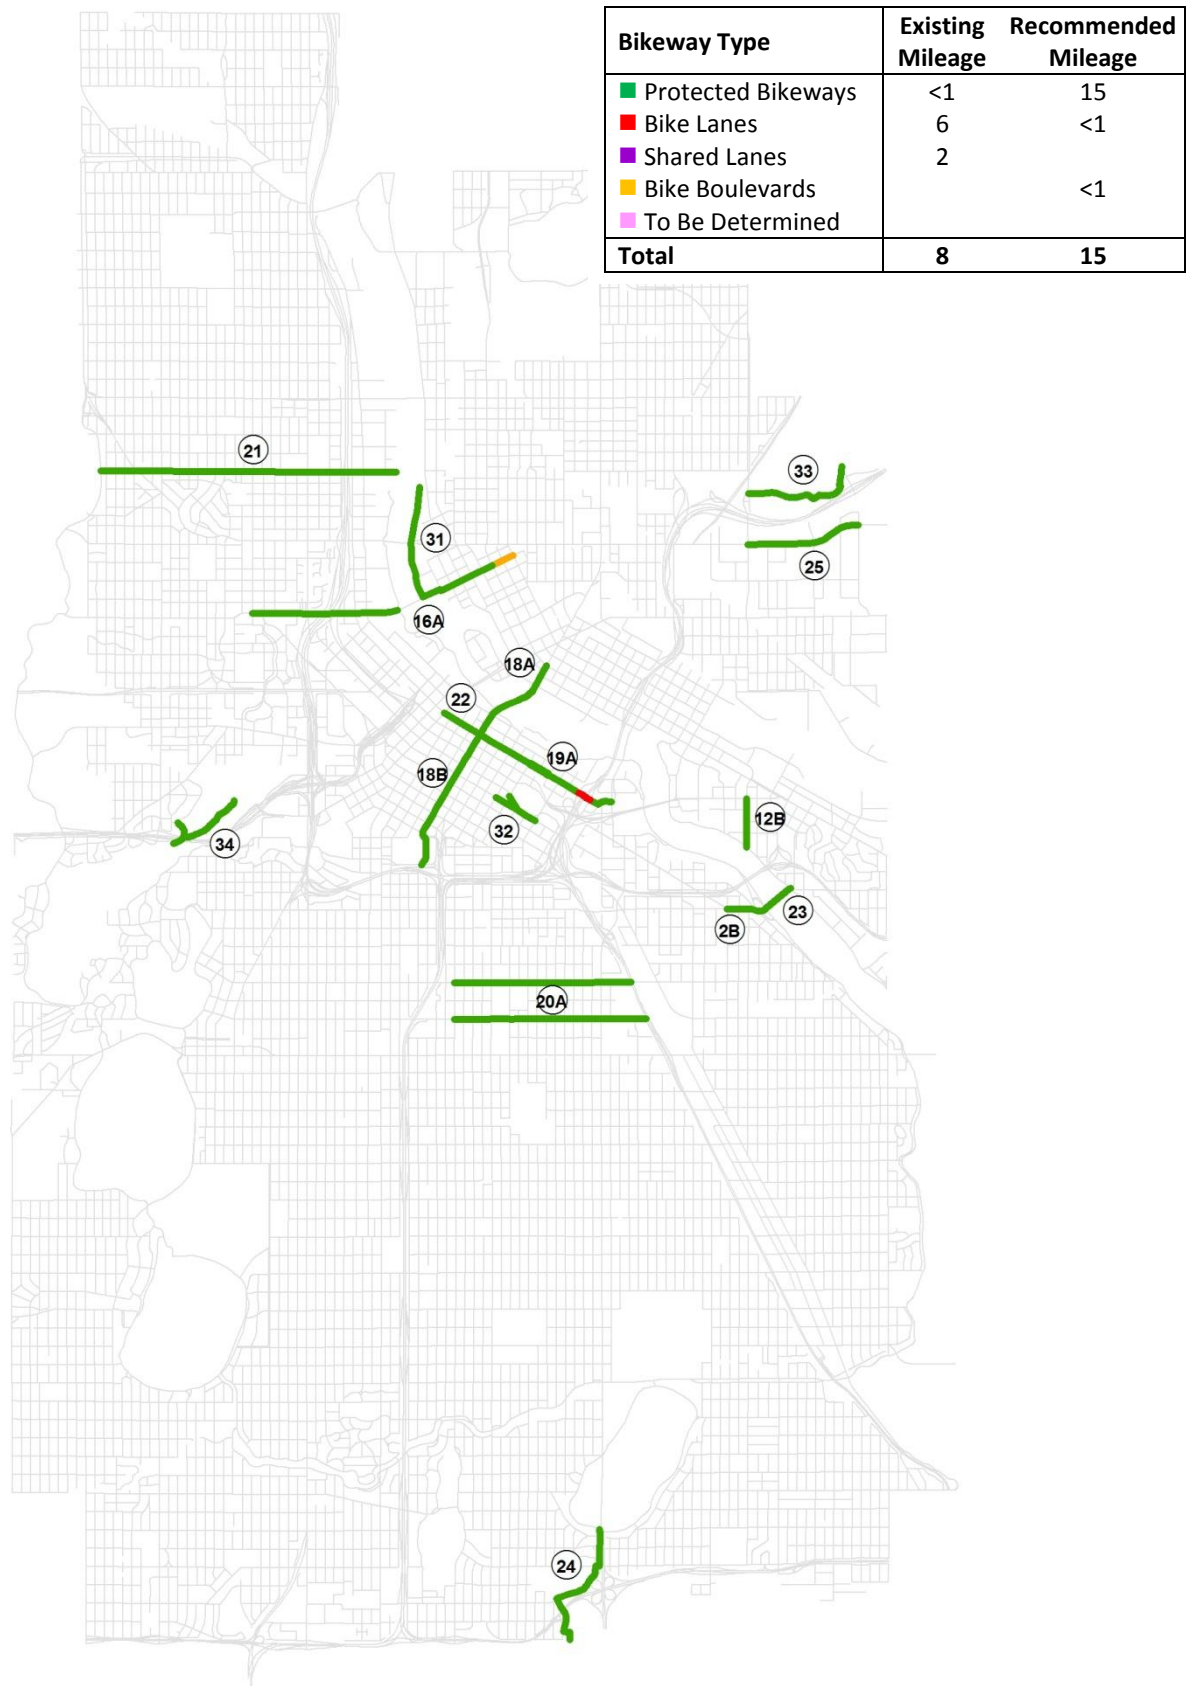 Bikeway Type Existing Mileage Recommended Mileage
Protected Bikeways <1 15
Bike Lanes 6 <1
Shared Lanes 2
Bike Boulevards <1
To Be Determined
Total 8 15
21
33
31
25
16A
18A
22
19A
18B
12B
32
34
23
2B
20A
24